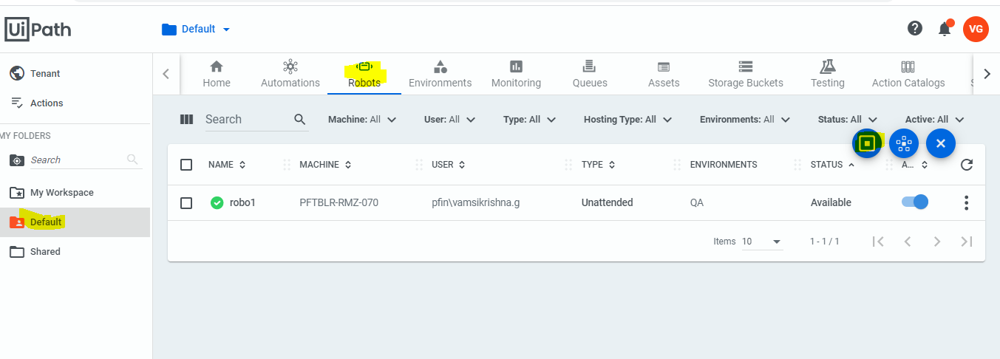 UiPath
Default
VG
Tenant
Actions
MY FOLDERS
Search
My Workspace
Default
Shared
Home
Automations
Robots
Environments
Monitoring
Queues
Assets
Storage Buckets
Testing
Action Catalogs
Search
Machine: All
User: All
Type: All
Hosting Type: All
Environments: All
Status: All
Active: All
NAME MACHINE USER TYPE ENVIRONMENTS STATUS A...
robo1 PFTBLR-RMZ-070 pfin\vamsikrishna.g Unattended QA Available
Items 10 1 - 1 / 1